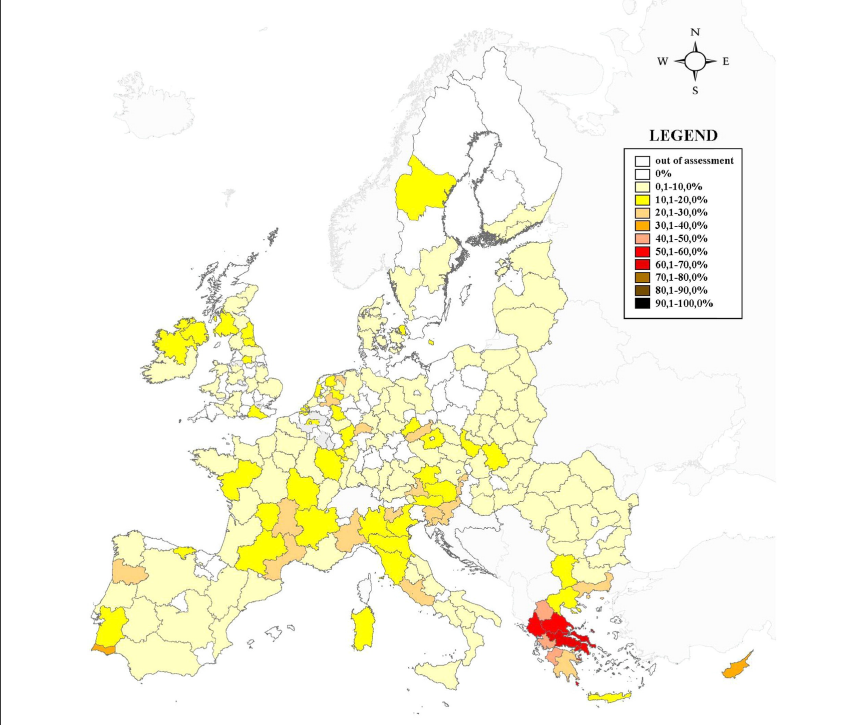 N
W E
S
LEGEND
out of assessment
0%
0,1-10,0%
10,1-20,0%
20,1-30,0%
30,1-40,0%
40,1-50,0%
50,1-60,0%
60,1-70,0%
70,1-80,0%
80,1-90,0%
90,1-100,0%